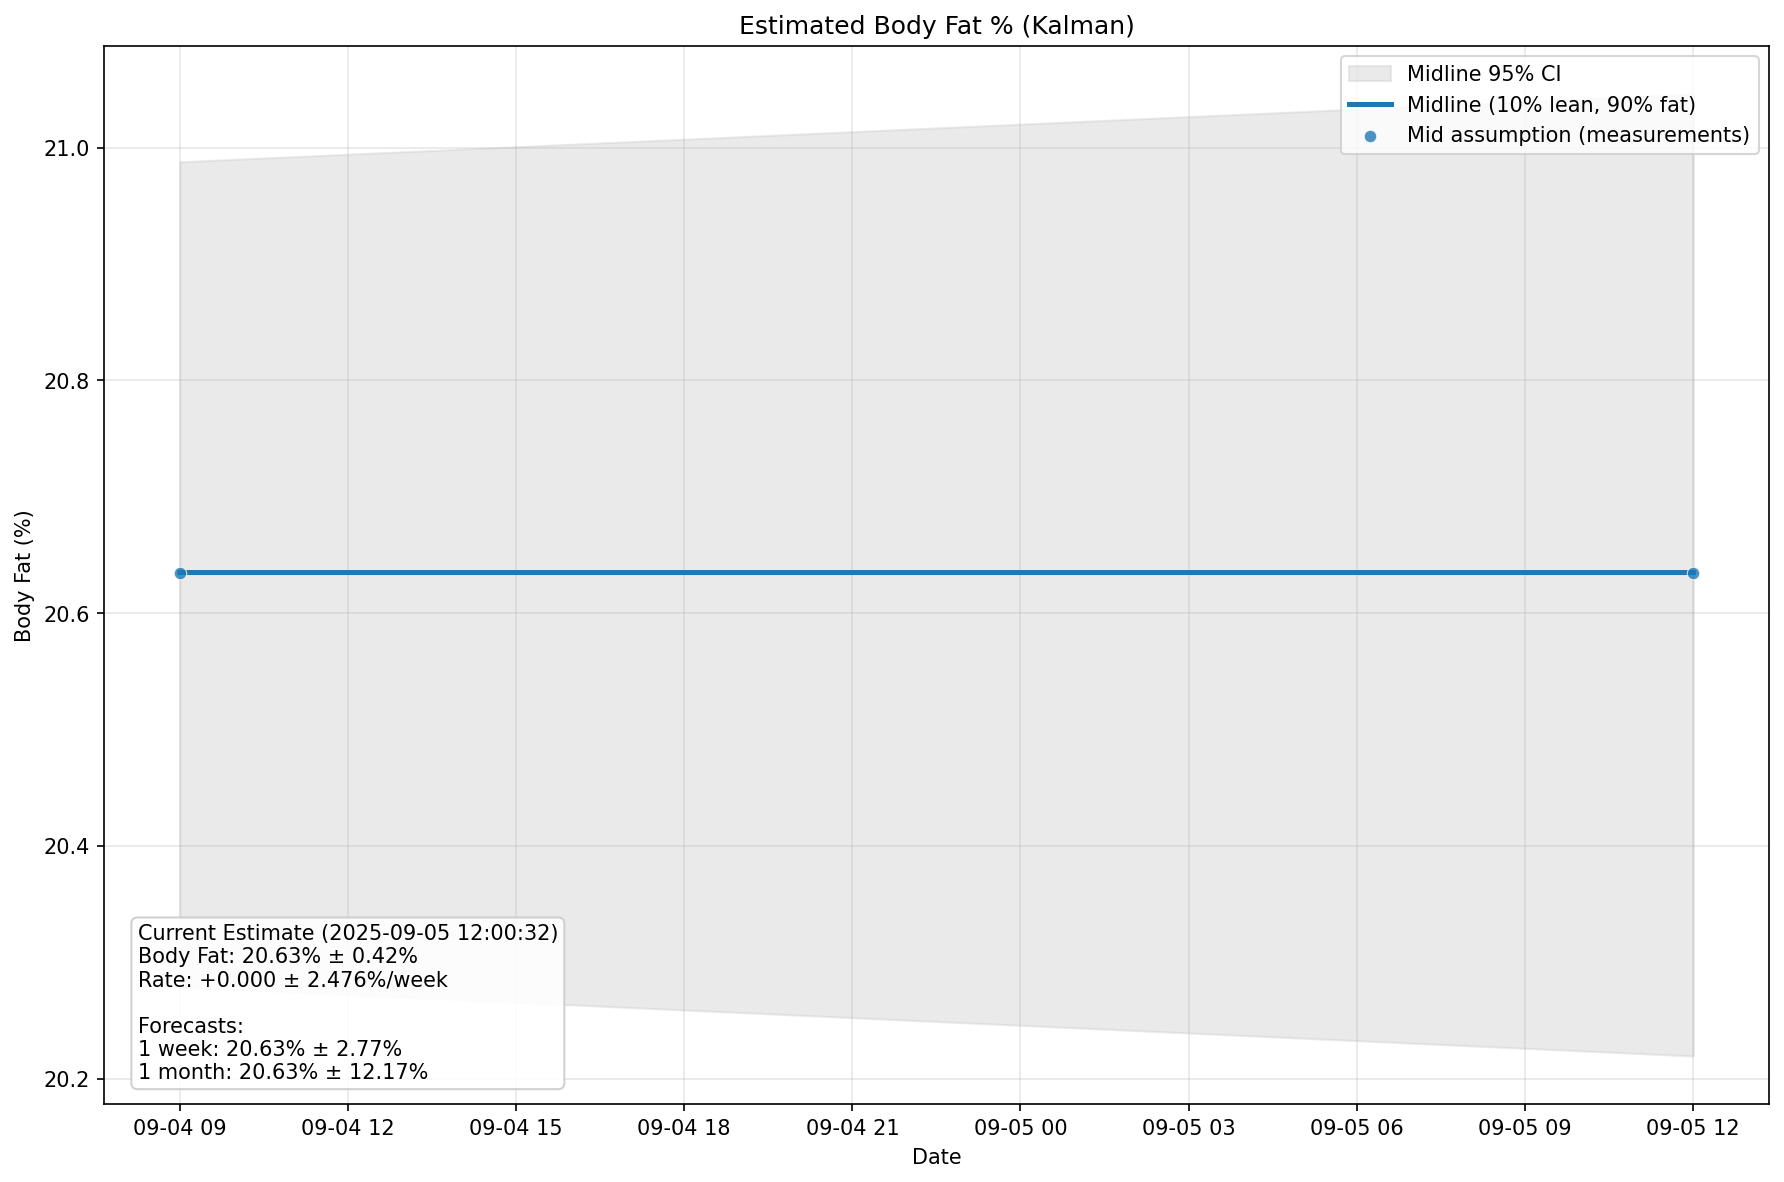 Estimated Body Fat % (Kalman)
Midline 95% CI
Midline (10% lean, 90% fat)
Mid assumption (measurements)
21.0
20.8
20.6
20.4
20.2
Body Fat (%)
Current Estimate (2025-09-05 12:00:32)
Body Fat: 20.63% ± 0.42%
Rate: +0.000 ± 2.476%/week
Forecasts:
1 week: 20.63% ± 2.77%
1 month: 20.63% ± 12.17%
09-04 09 09-04 12 09-04 15 09-04 18 09-04 21 09-05 00 09-05 03 09-05 06 09-05 09 09-05 12
Date